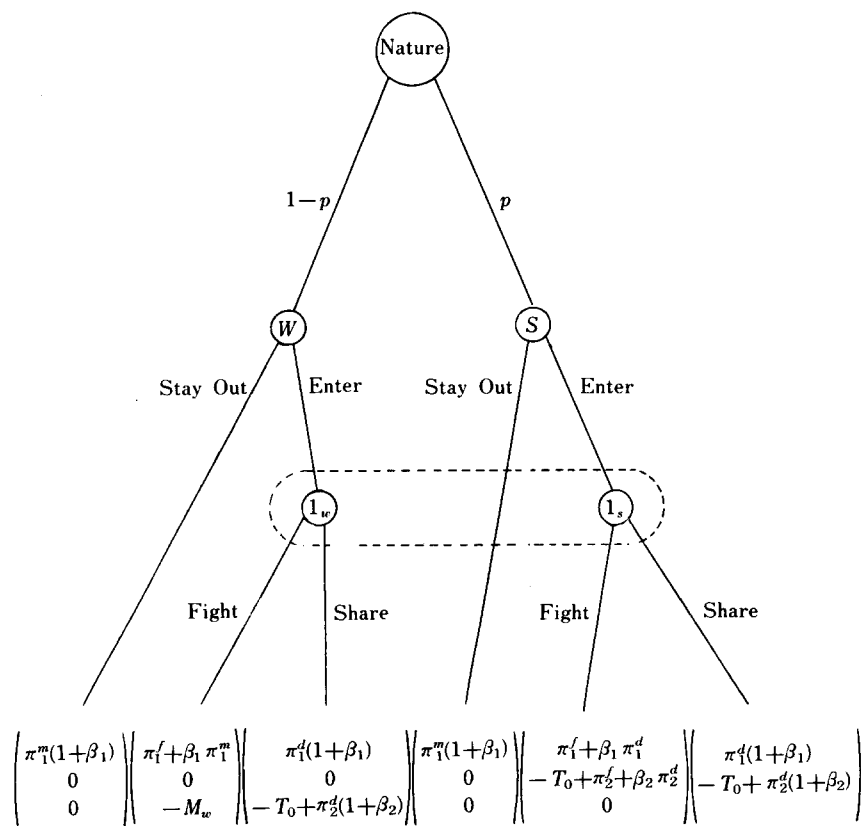 Nature
1−p p
W S
Stay Out Enter Stay Out Enter
1_w 1_s
Fight Share Fight Share
π_1^m(1+β_1) π_1^f+β_1 π_1^m π_1^d(1+β_1) π_1^m(1+β_1) π_1^f+β_1 π_1^d π_1^d(1+β_1)
0 0 0 0 −T_0+π_2^f+β_2 π_2^d −T_0+π_2^d(1+β_2)
0 −M_w −T_0+π_2^d(1+β_2) 0 0